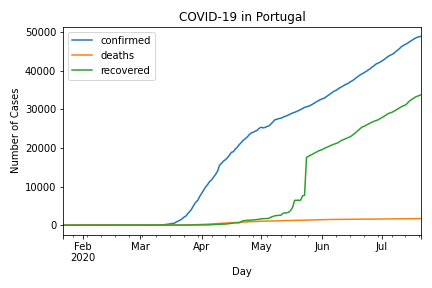 COVID-19 in Portugal
50000
40000
30000
20000
10000
0
Number of Cases
confirmed
deaths
recovered
Feb Mar Apr May Jun Jul
2020
Day